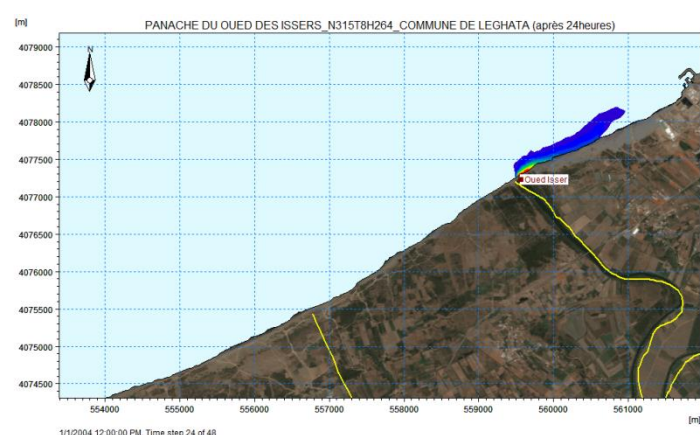 [m]
PANACHE DU OUED DES ISSERS_N315T8H264_COMMUNE DE LEGHATA (après 24heures)
4079000
N
4078500
4078000
4077500
Oued Isser
4077000
4076500
4076000
4075500
4075000
4074500
554000 555000 556000 557000 558000 559000 560000 561000
[m]
1/1/2004 12:00:00 PM Time step 24 of 48